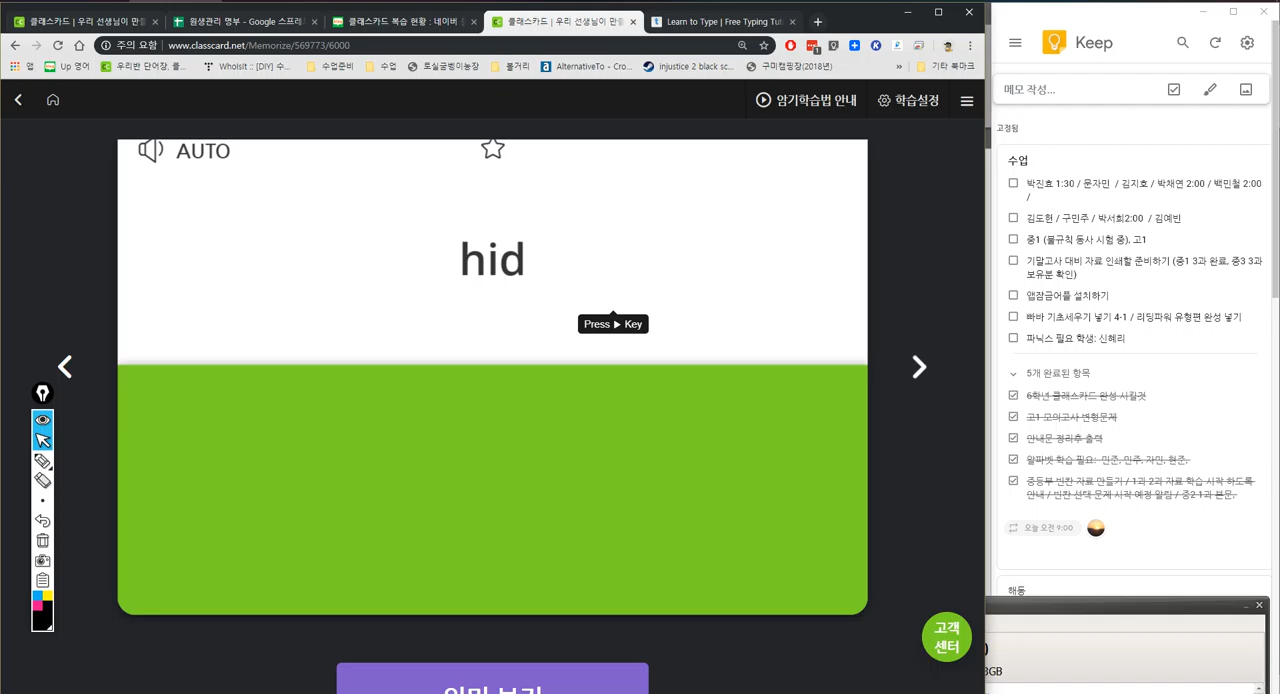 클래스카드 | 우리 선생님이 만들
원생관리 명부 - Google 스프레
클래스카드 복습 현황 : 네이버
클래스카드 | 우리 선생님이 만들
Learn to Type | Free Typing Tut
주의 요함 | www.classcard.net/Memorize/569773/6000
앱
Up 영어
우리반 단어장, 클...
WhoisIt :: [DIY] 수...
수업준비
수업
토실굼벵이농장
볼거리
AlternativeTo - Cro...
injustice 2 black sc...
구미캠핑장(2018년)
»
기타 북마크
암기학습법 안내
학습설정
AUTO
hid
Press ▶ Key
고객
센터
Keep
메모 작성...
고정됨
수업
박진효 1:30 / 문자민 / 김지호 / 박채연 2:00 / 백민철 2:00
/
김도현 / 구민주 / 박서희2:00 / 김예빈
중1 (불규칙 동사 시험 중), 고1
기말고사 대비 자료 인쇄할 준비하기 (중1 3과 완료, 중3 3과
보유분 확인)
앱잠금어플 설치하기
빠바 기초세우기 넣기 4-1 / 리딩파워 유형편 완성 넣기
파닉스 필요 학생: 신혜리
5개 완료된 항목
6학년 클래스카드 완성 시킬것
고1 모의고사 변형문제
안내문 정리후 출력
알파벳 학습 필요: 민준, 민주, 자민, 현준,
중등부 빈칸 자료 만들기 / 1과 2과 자료 학습 시작 하도록
안내 / 빈칸 선택 문제 시작 예정 알림 / 중2 1과 본문,
오늘 오전 9:00
해동